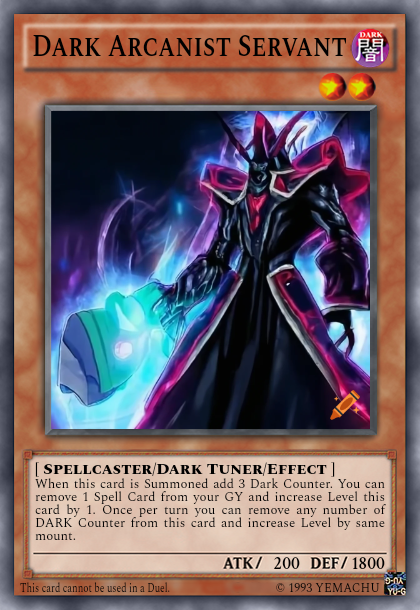 DARK ARCANIST SERVANT
DARK
闇
[ SPELLCASTER/DARK TUNER/EFFECT ]
When this card is Summoned add 3 Dark Counter. You can
remove 1 Spell Card from your GY and increase Level this
card by 1. Once per turn you can remove any number of
DARK Counter from this card and increase Level by same
mount.
ATK/ 200 DEF/ 1800
This card cannot be used in a Duel.
© 1993 YEMACHU
YU-G